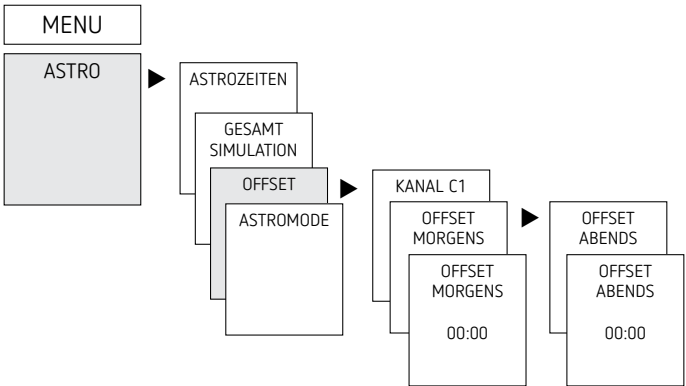 MENU
ASTRO
ASTROZEITEN
GESAMT
SIMULATION
OFFSET
ASTROMODE
KANAL C1
OFFSET
MORGENS
OFFSET
MORGENS
00:00
OFFSET
ABENDS
OFFSET
ABENDS
00:00